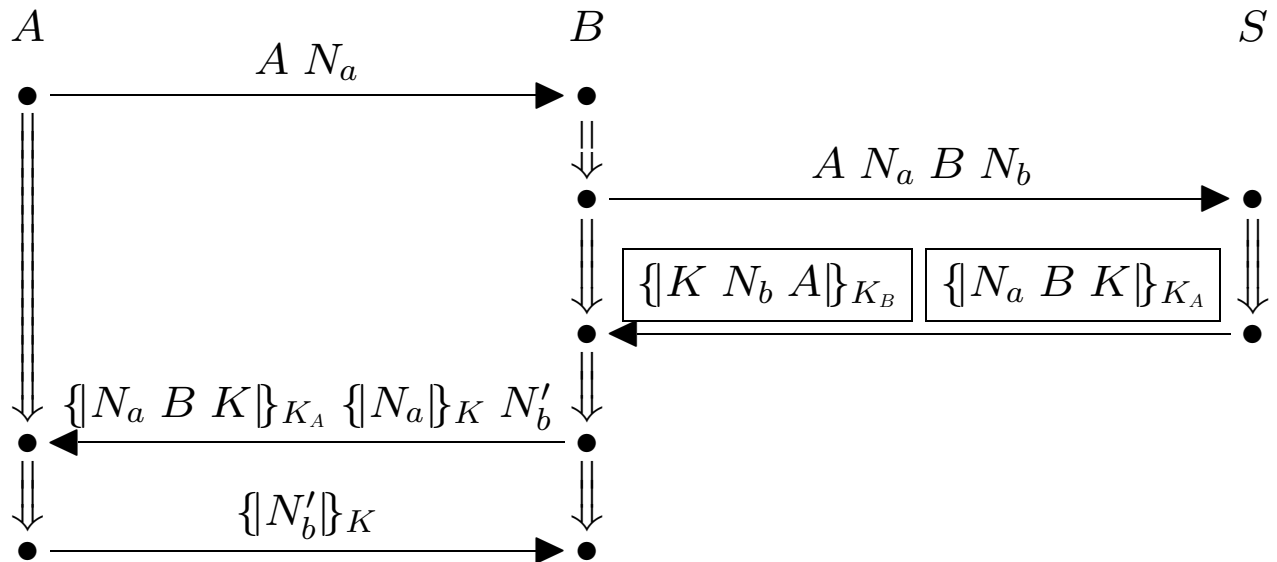 A B S
A N_a
A N_a B N_b
{|K N_b A|}_{K_B} {|N_a B K|}_{K_A}
{|N_a B K|}_{K_A} {|N_a|}_K N'_b
{|N'_b|}_K